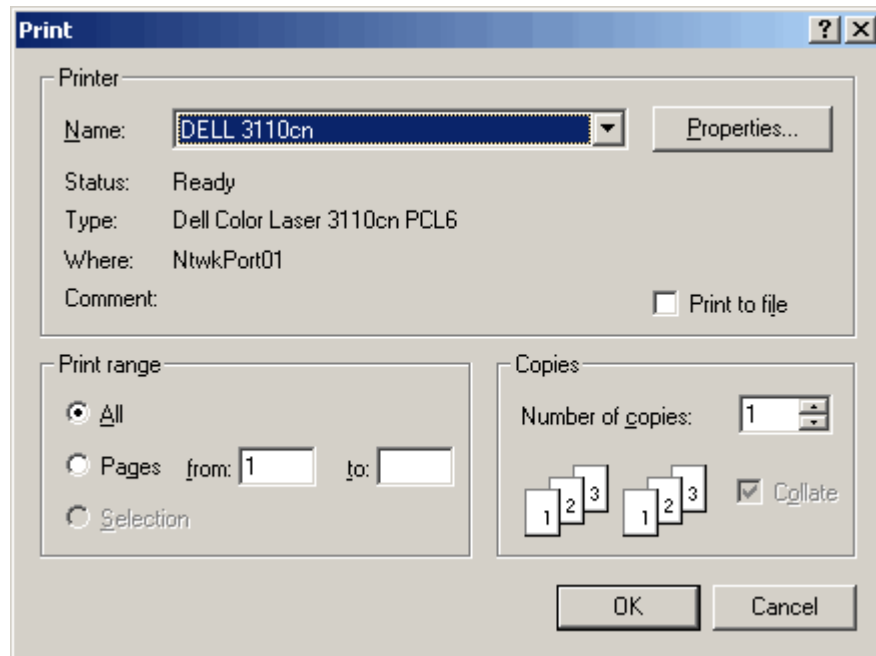 Print
Printer
Name: DELL 3110cn Properties...
Status: Ready
Type: Dell Color Laser 3110cn PCL6
Where: NtwkPort01
Comment:
Print to file
Print range
All
Pages from: 1 to:
Selection
Copies
Number of copies: 1
1 2 3 1 2 3
Collate
OK Cancel